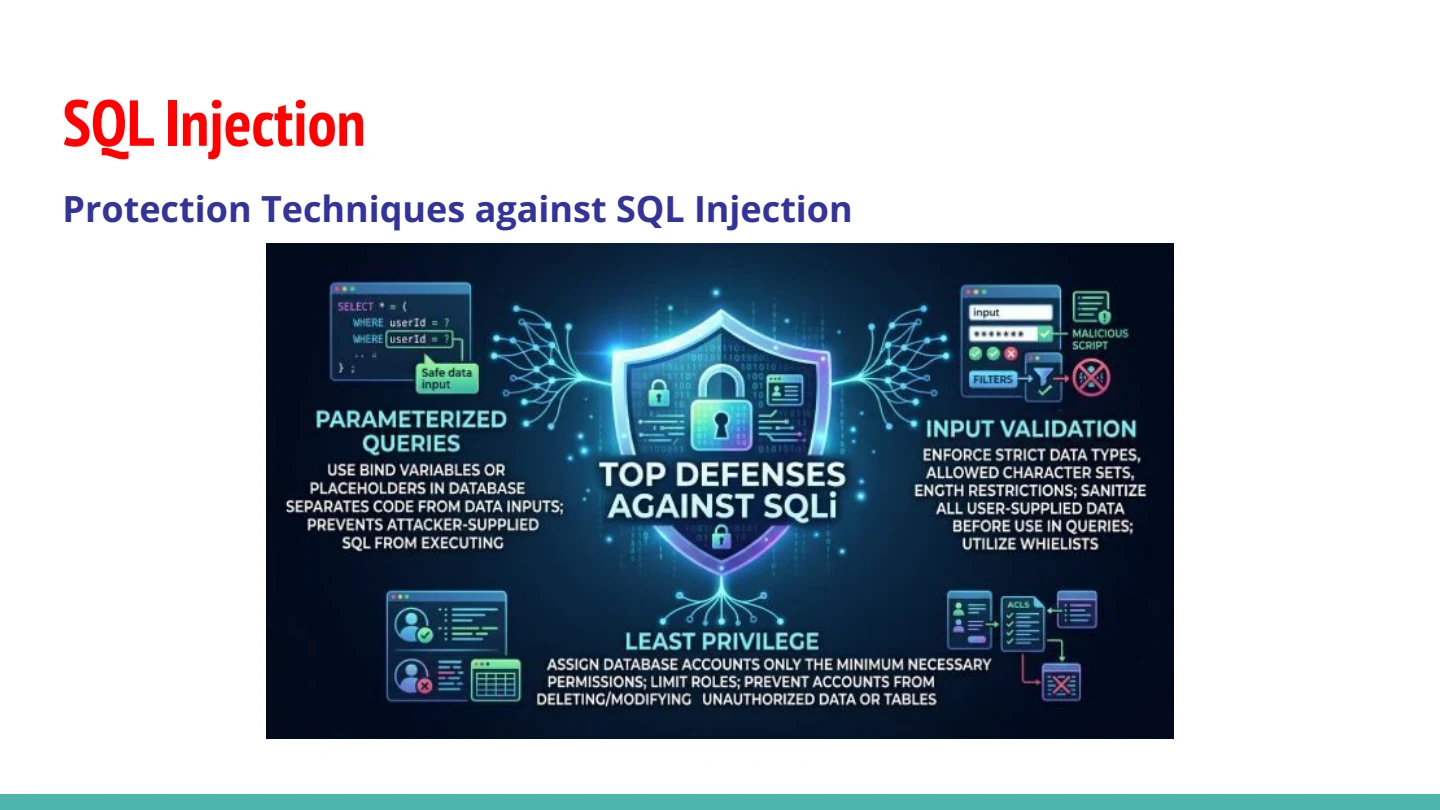 SQL Injection
Protection Techniques against SQL Injection
SELECT * = (
WHERE userId = ?
WHERE userId = ?
} ;
Safe data
input
PARAMETERIZED
QUERIES
USE BIND VARIABLES OR
PLACEHOLDERS IN DATABASE
SEPARATES CODE FROM DATA INPUTS;
PREVENTS ATTACKER-SUPPLIED
SQL FROM EXECUTING
TOP DEFENSES
AGAINST SQLi
input
*******
MALICIOUS
SCRIPT
FILTERS
INPUT VALIDATION
ENFORCE STRICT DATA TYPES,
ALLOWED CHARACTER SETS,
ENGTH RESTRICTIONS; SANITIZE
ALL USER-SUPPLIED DATA
BEFORE USE IN QUERIES;
UTILIZE WHIELISTS
LEAST PRIVILEGE
ASSIGN DATABASE ACCOUNTS ONLY THE MINIMUM NECESSARY
PERMISSIONS; LIMIT ROLES; PREVENT ACCOUNTS FROM
DELETING/MODIFYING UNAUTHORIZED DATA OR TABLES
ACLS